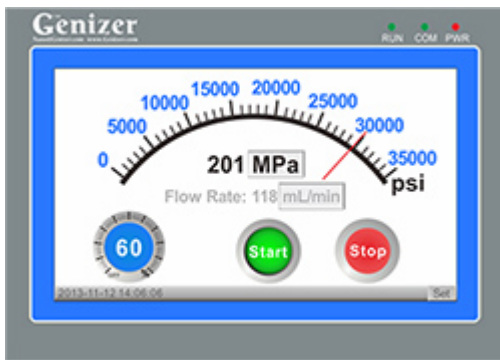 Genizer
RUN COM PWR
0 5000 10000 15000 20000 25000 30000 35000
psi
201 MPa
Flow Rate: 118 mL/min
60
Start
Stop
2013-11-12 14:06:06
Set